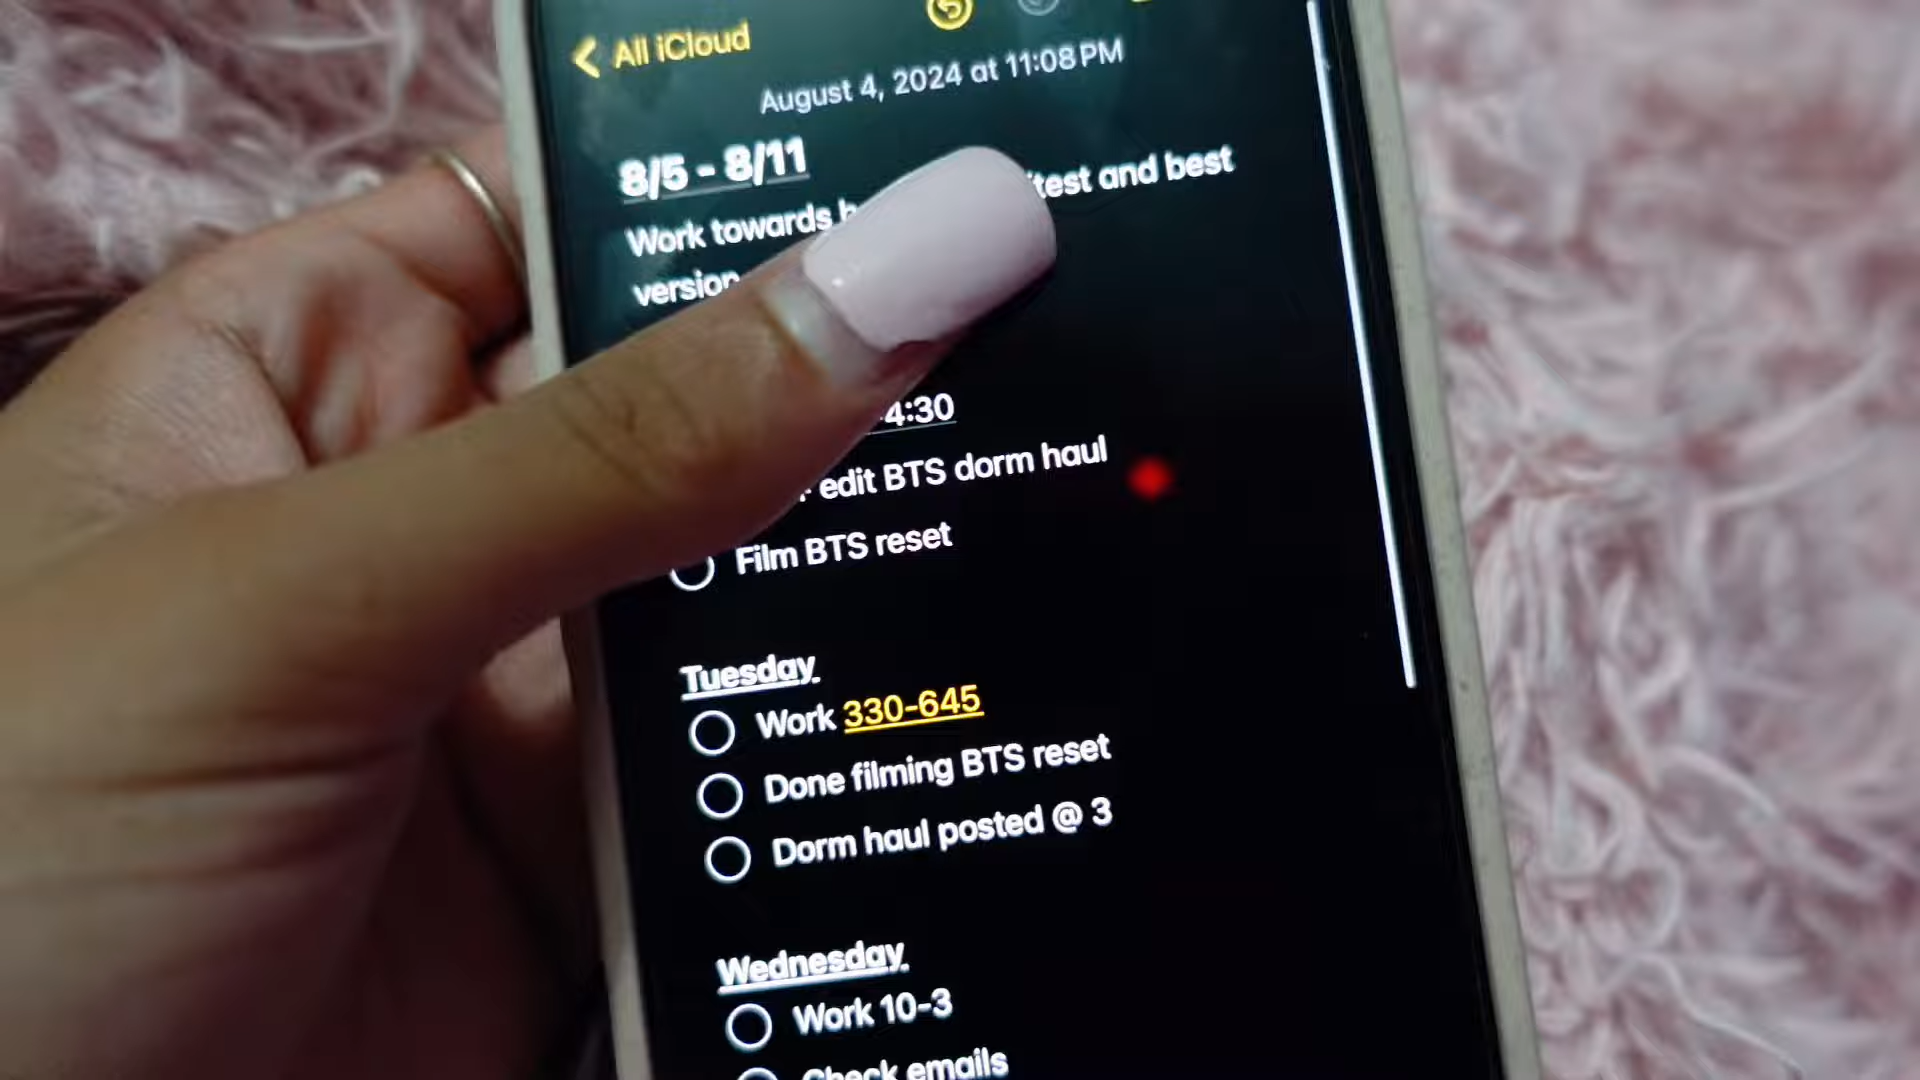 All iCloud
August 4, 2024 at 11:08 PM
8/5 - 8/11
Work towards and best
version
4:30
edit BTS dorm haul
Film BTS reset
Tuesday
Work 330-645
Done filming BTS reset
Dorm haul posted @ 3
Wednesday
Work 10-3
Check emails